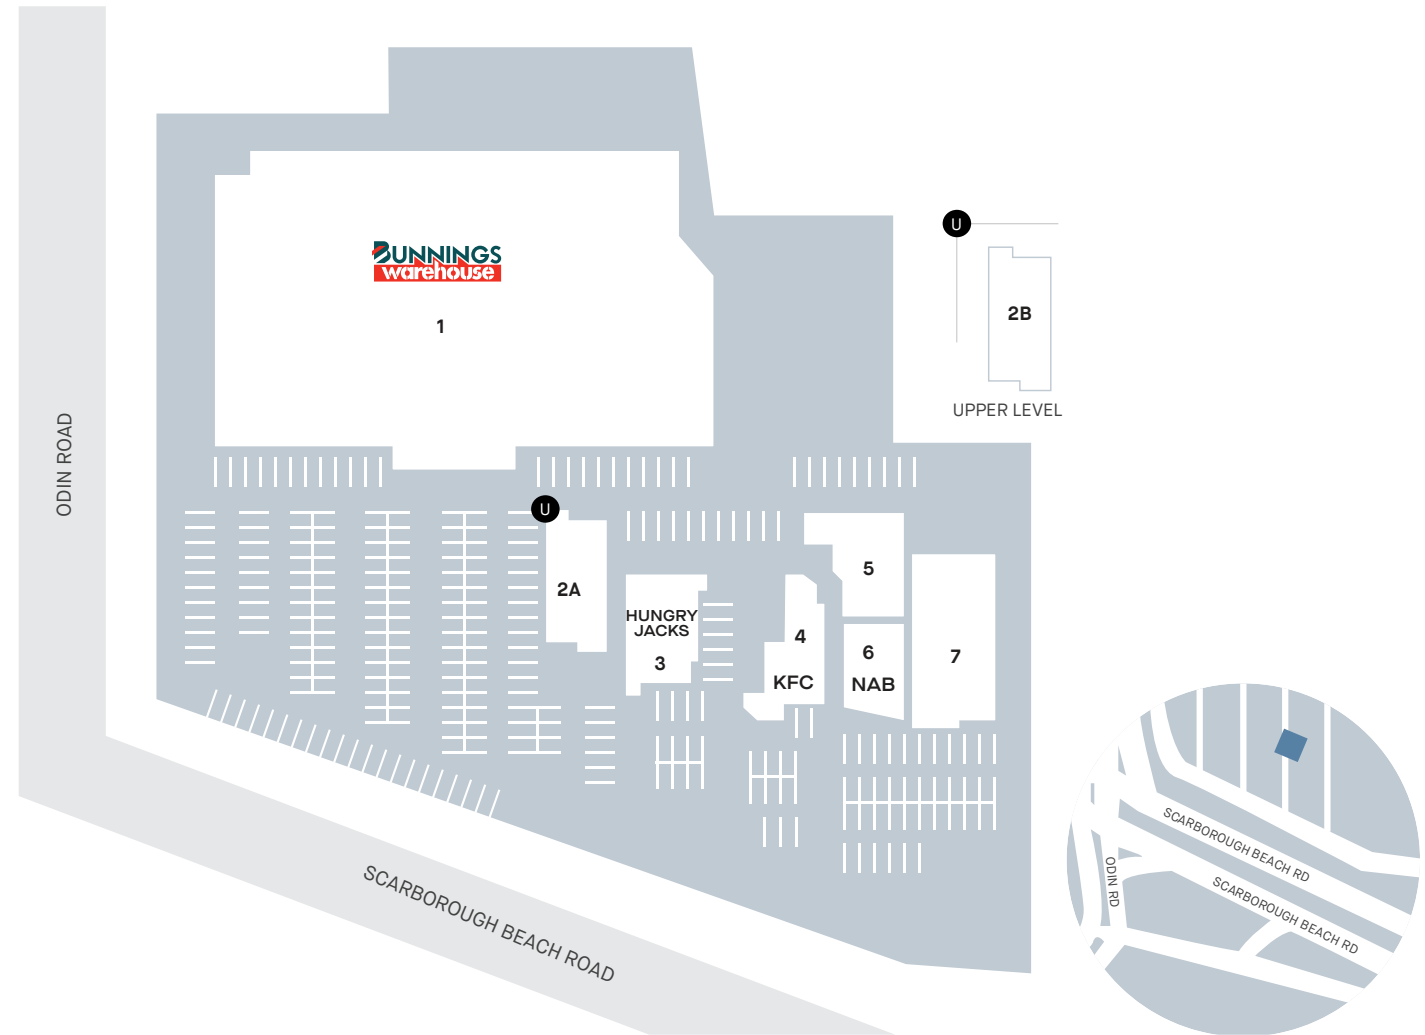 BUNNINGS
warehouse
1
U
2B
UPPER LEVEL
ODIN ROAD
U
2A
HUNGRY
JACKS
3
4
KFC
5
6
NAB
7
SCARBOROUGH BEACH ROAD
SCARBOROUGH BEACH RD
SCARBOROUGH BEACH RD
ODIN RD